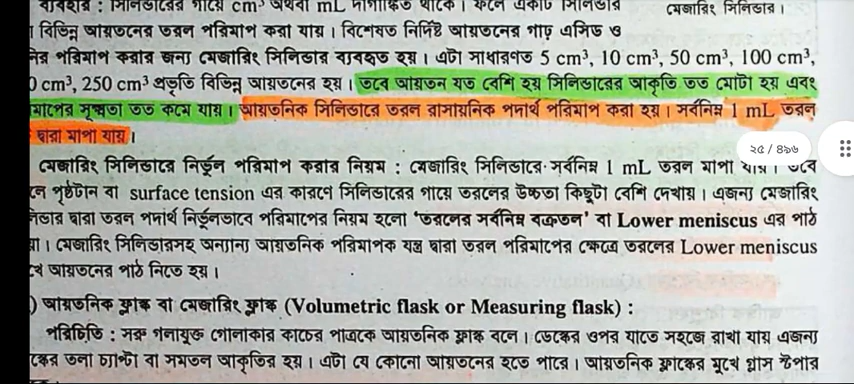 ব্যবহার : সিলিন্ডারের গায়ে cm³ অথবা mL দাগাঙ্কিত থাকে। ফলে একটি সিলিন্ডার
মেজারিং সিলিন্ডার।
বিভিন্ন আয়তনের তরল পরিমাপ করা যায়। বিশেষত নির্দিষ্ট আয়তনের গাঢ় এসিড ও
পরিমাপ করার জন্য মেজারিং সিলিন্ডার ব্যবহৃত হয়। এটা সাধারণত 5 cm³, 10 cm³, 50 cm³, 100 cm³,
0 cm³, 250 cm³ প্রভৃতি বিভিন্ন আয়তনের হয়। তবে আয়তন যত বেশি হয় সিলিন্ডারের আকৃতি তত মোটা হয় এবং
মাপের সূক্ষ্মতা তত কমে যায়। আয়তনিক সিলিন্ডারে তরল রাসায়নিক পদার্থ পরিমাপ করা হয়। সর্বনিম্ন 1 mL তরল
দ্বারা মাপা যায়।
২৫ / ৪৯৬
মেজারিং সিলিন্ডারে নির্ভুল পরিমাপ করার নিয়ম : মেজারিং সিলিন্ডারে সর্বনিম্ন 1 mL তরল মাপা যায়। তবে
পৃষ্ঠটান বা surface tension এর কারণে সিলিন্ডারের গায়ে তরলের উচ্চতা কিছুটা বেশি দেখায়। এজন্য মেজারিং
দ্বারা তরল পদার্থ নির্ভুলভাবে পরিমাপের নিয়ম হলো ‘তরলের সর্বনিম্ন বক্রতল’ বা Lower meniscus এর পাঠ
মেজারিং সিলিন্ডারসহ অন্যান্য আয়তনিক পরিমাপক যন্ত্র দ্বারা তরল পরিমাপের ক্ষেত্রে তরলের Lower meniscus
আয়তনের পাঠ নিতে হয়।
) আয়তনিক ফ্লাস্ক বা মেজারিং ফ্লাস্ক (Volumetric flask or Measuring flask) :
পরিচিতি : সরু গলাযুক্ত গোলাকার কাচের পাত্রকে আয়তনিক ফ্লাস্ক বলে। ডেস্কের ওপর যাতে সহজে রাখা যায় এজন্য
তলা চ্যাপ্টা বা সমতল আকৃতির হয়। এটা যে কোনো আয়তনের হতে পারে। আয়তনিক ফ্লাস্কের মুখে গ্লাস স্টপার